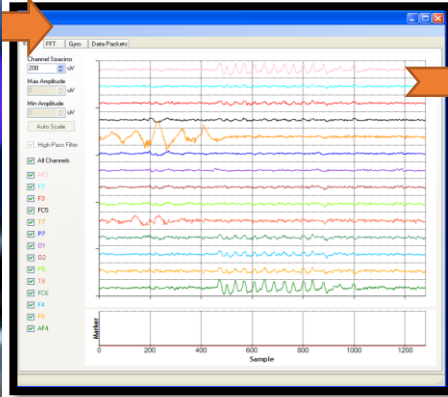 FFT Gyro Data Packets
Channel Spacing
200 uV
Max Amplitude
0 uV
Min Amplitude
0 uV
Auto Scale
High-Pass Filter
All Channels
AF3
F7
F3
FC5
T7
P7
O1
O2
P8
T8
FC6
F4
F8
AF4
Marker
0 200 400 600 800 1000 1200
Sample